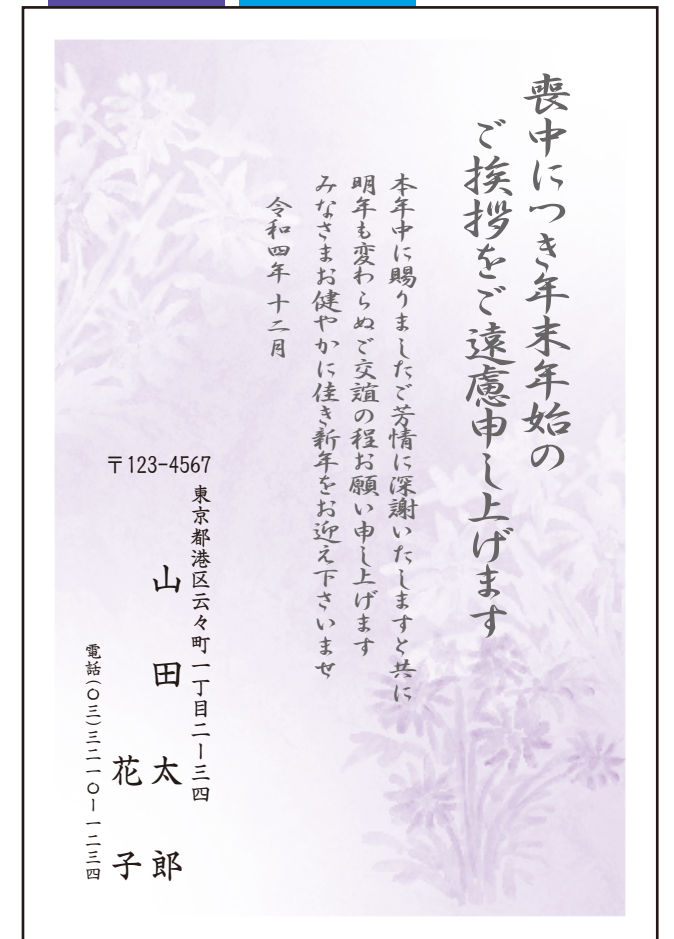 喪中につき年末年始の
ご挨拶をご遠慮申し上げます
本年中に賜りましたご芳情に深謝いたしますと共に
明年も変わらぬご交誼の程お願い申し上げます
みなさまお健やかに佳き新年をお迎え下さいませ
令和四年十二月
〒123-4567
東京都港区云々町一丁目二ー三四
山田太郎
花子
電話(〇三)三二一〇ー一二三四